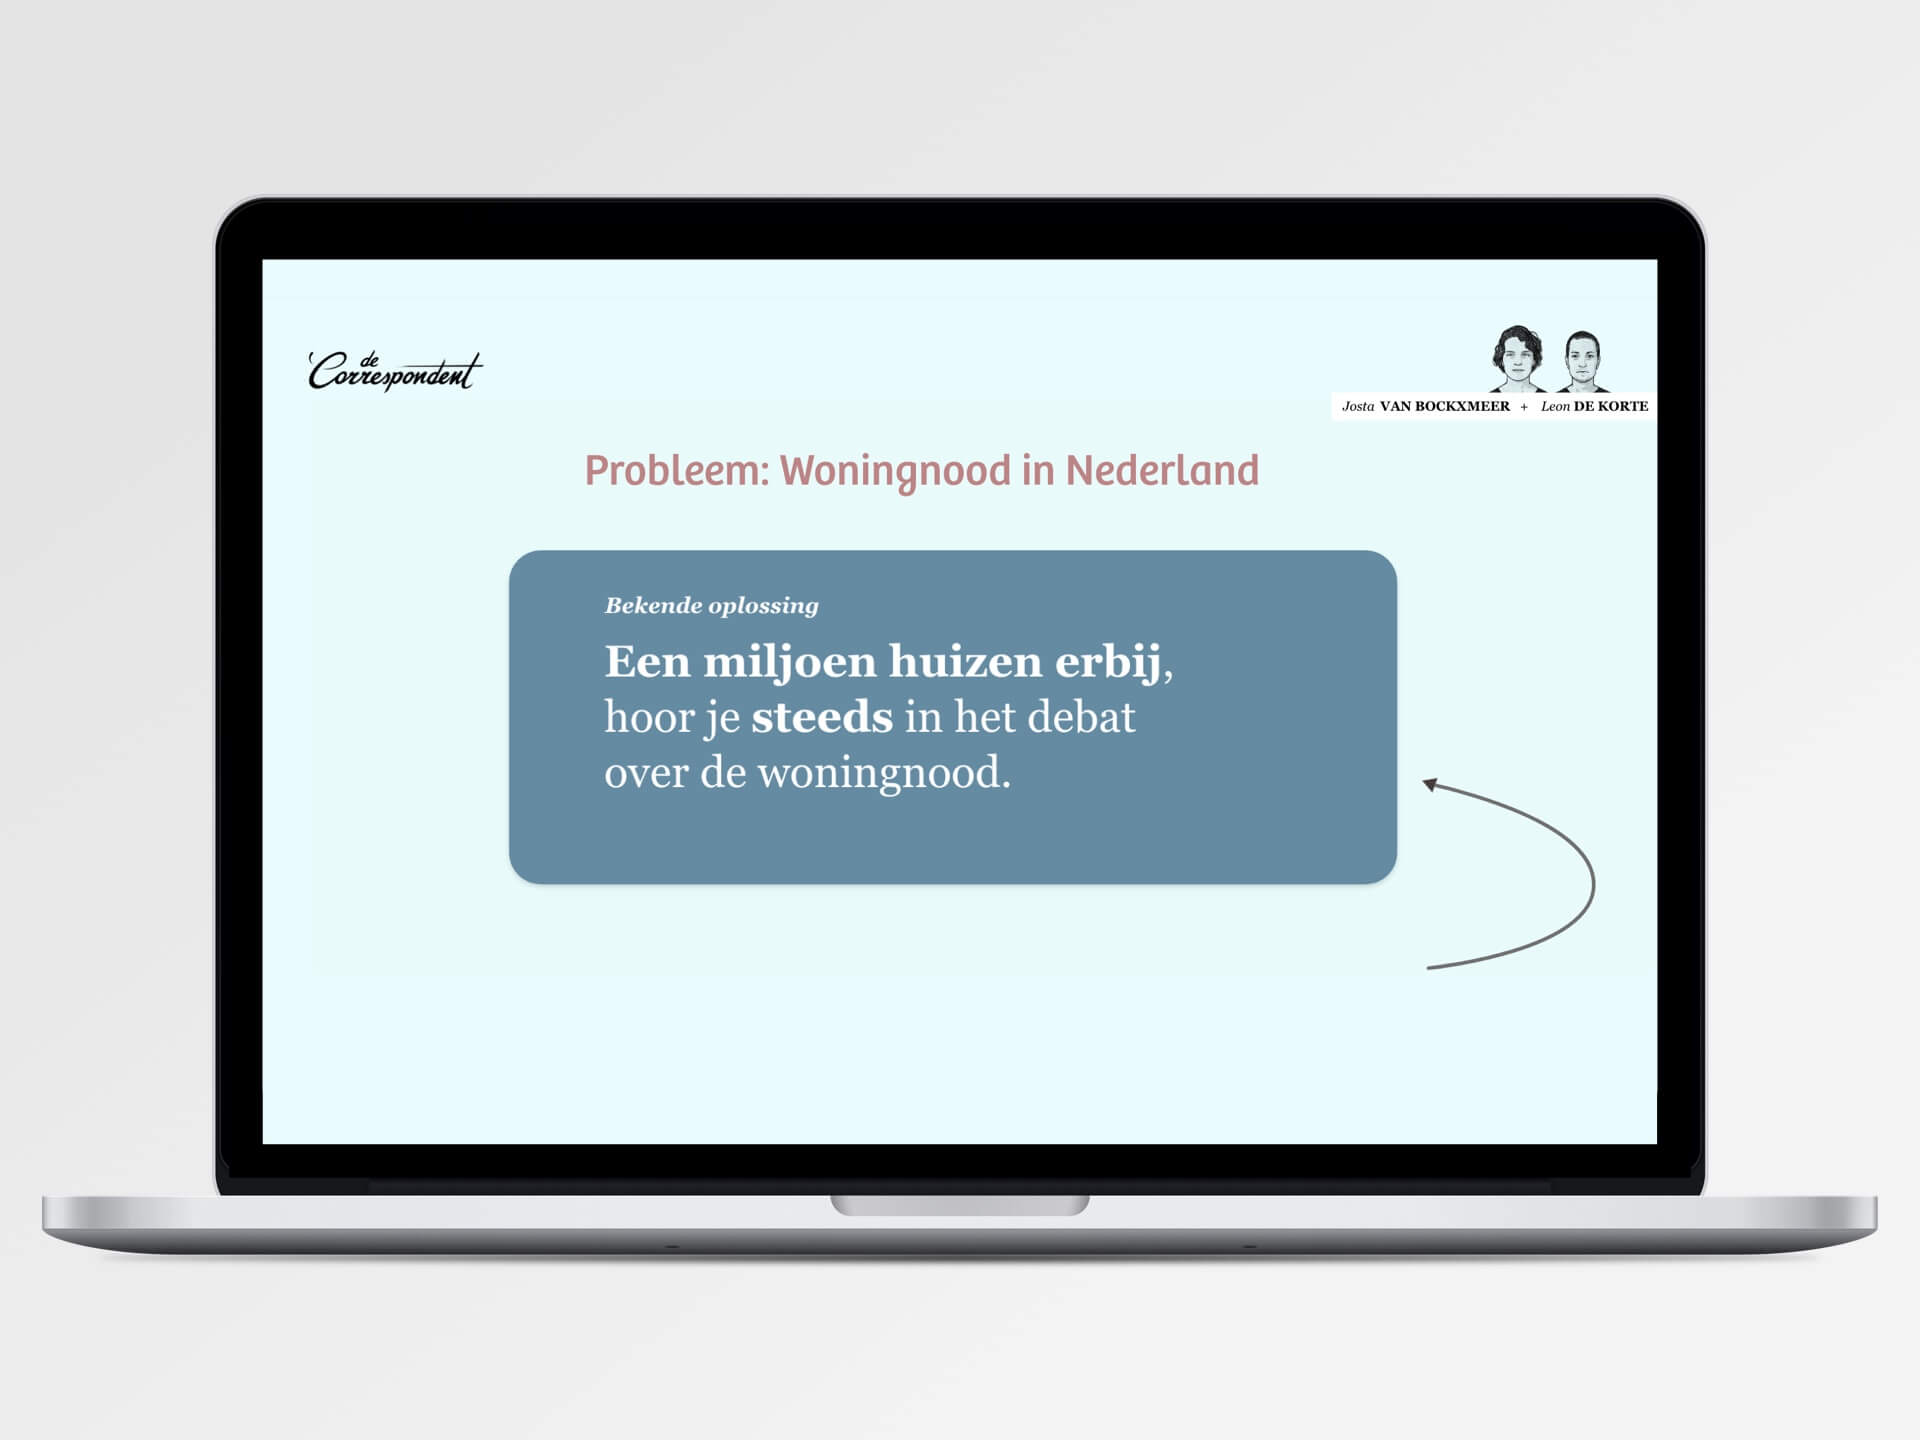 de
Correspondent
Josta VAN BOCKXMEER + Leon DE KORTE
Probleem: Woningnood in Nederland
Bekende oplossing
Een miljoen huizen erbij,
hoor je steeds in het debat
over de woningnood.